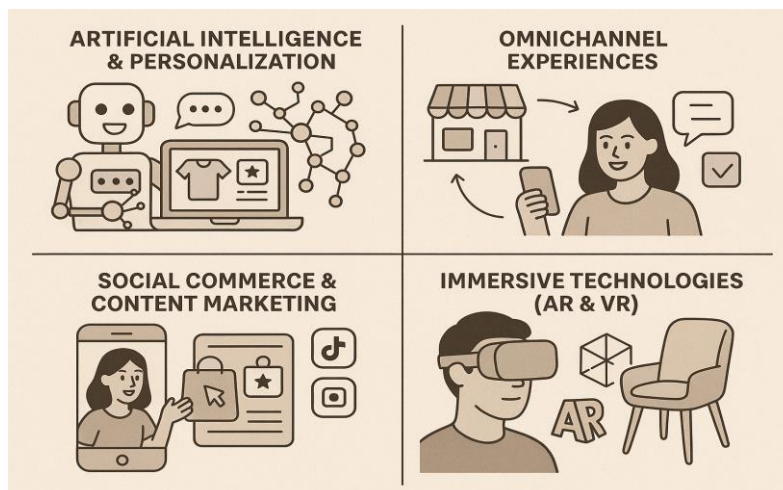 ARTIFICIAL INTELLIGENCE
& PERSONALIZATION
OMNICHANNEL
EXPERIENCES
SOCIAL COMMERCE &
CONTENT MARKETING
IMMERSIVE TECHNOLOGIES
(AR & VR)
AR